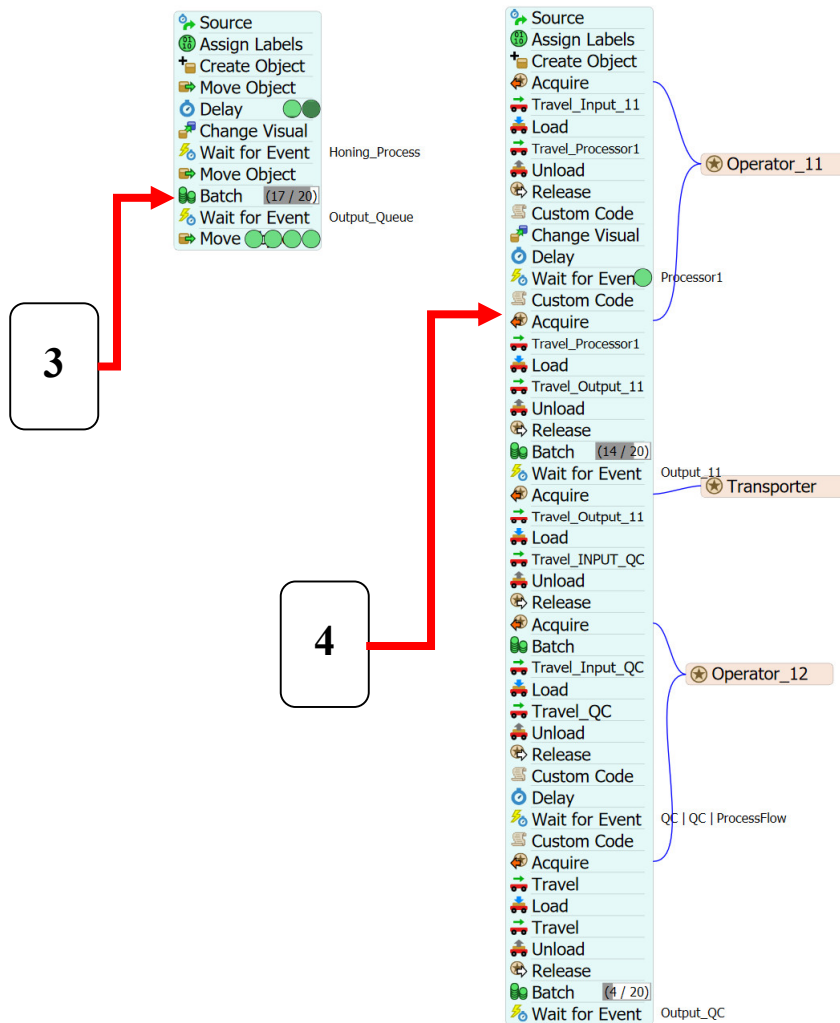 Source
Assign Labels
Create Object
Move Object
Delay
Change Visual
Wait for Event Honing_Process
Move Object
Batch (17 / 20)
Wait for Event Output_Queue
Move
3
Source
Assign Labels
Create Object
Acquire
Travel_Input_11
Load
Travel_Processor1
Unload
Release
Custom Code
Change Visual
Delay
Wait for Even Processor1
Custom Code
Acquire
Travel_Processor1
Load
Travel_Output_11
Unload
Release
Batch (14 / 20)
Wait for Event Output_11
Acquire
Travel_Output_11
Load
Travel_INPUT_QC
Unload
Release
Acquire
Batch
Travel_Input_QC
Load
Travel_QC
Unload
Release
Custom Code
Delay
Wait for Event QC | QC | ProcessFlow
Custom Code
Acquire
Travel
Load
Travel
Unload
Release
Batch (4 / 20)
Wait for Event Output_QC
Operator_11
Transporter
Operator_12
4